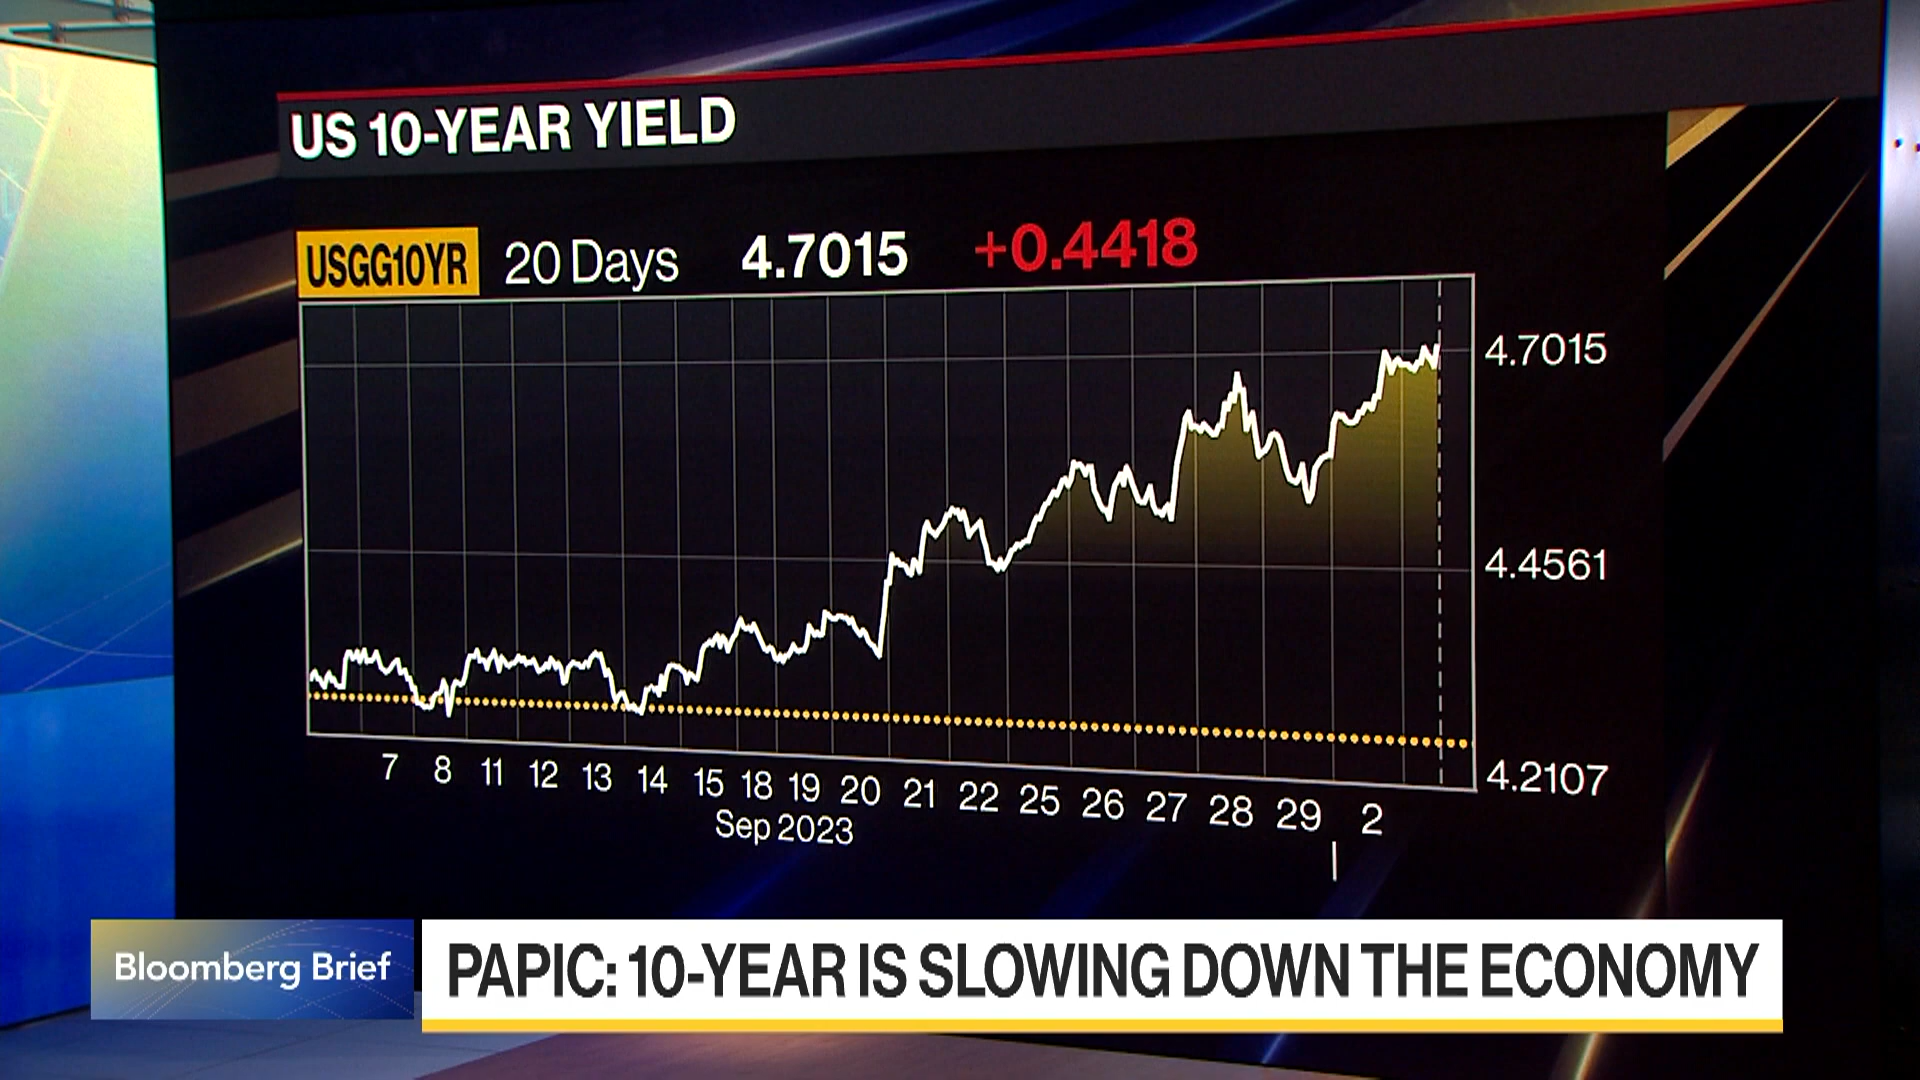 US 10-YEAR YIELD
USGG10YR 20 Days 4.7015 +0.4418
4.7015
4.4561
4.2107
7 8 11 12 13 14 15 18 19 20 21 22 25 26 27 28 29 2
Sep 2023
Bloomberg Brief
PAPIC: 10-YEAR IS SLOWING DOWN THE ECONOMY